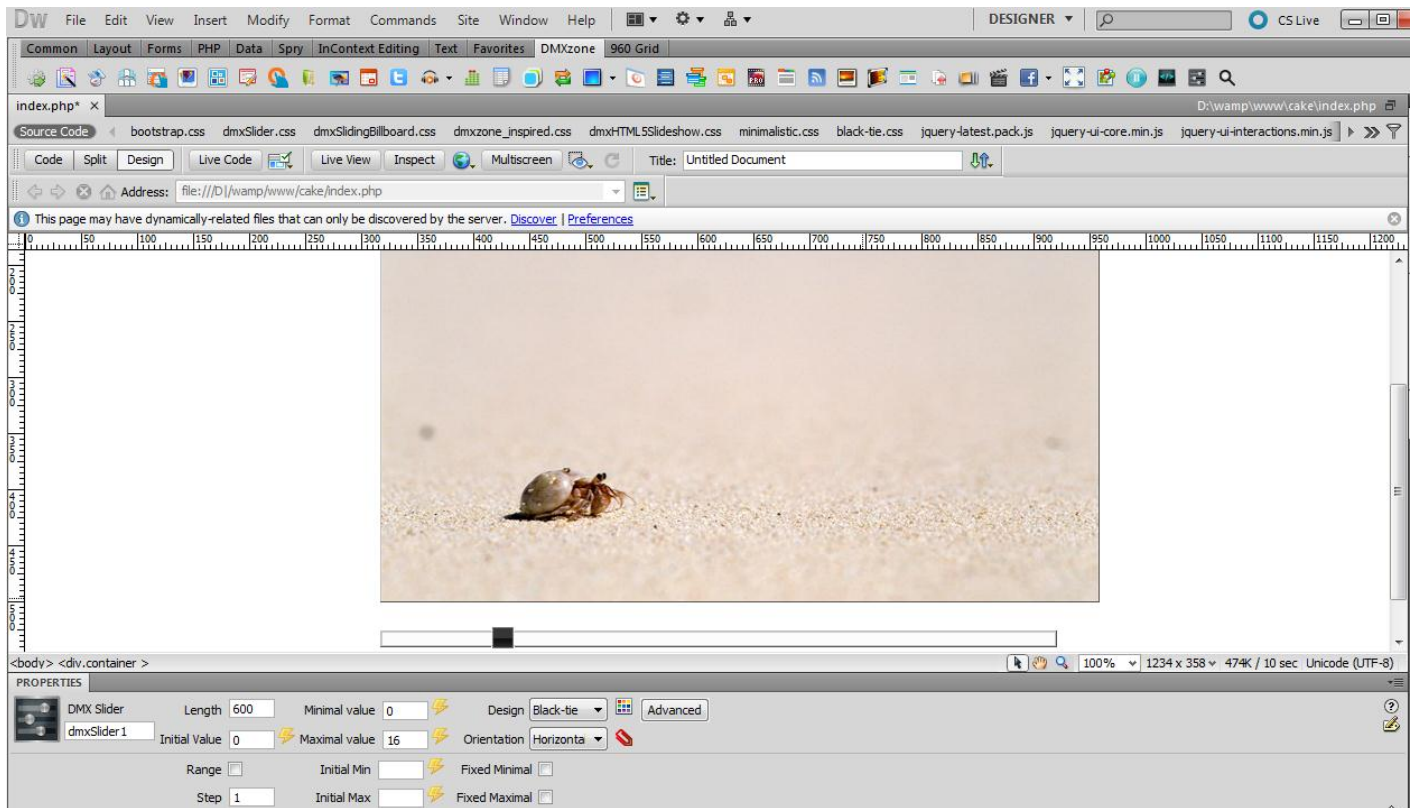 DW File Edit View Insert Modify Format Commands Site Window Help DESIGNER CS Live
Common Layout Forms PHP Data Spry InContext Editing Text Favorites DMXzone 960 Grid
index.php* D:\wamp\www\cake\index.php
Source Code bootstrap.css dmxSlider.css dmxSlidingBillboard.css dmxzone_inspired.css dmxHTML5Slideshow.css minimalistic.css black-tie.css jquery-latest.pack.js jquery-ui-core.min.js jquery-ui-interactions.min.js
Code Split Design Live Code Live View Inspect Multiscreen Title: Untitled Document
Address: file:///D|/wamp/www/cake/index.php
This page may have dynamically-related files that can only be discovered by the server. Discover | Preferences
0 50 100 150 200 250 300 350 400 450 500 550 600 650 700 750 800 850 900 950 1000 1050 1100 1150 1200
200
250
300
350
400
450
500
<body> <div.container > 100% 1234 x 358 474K / 10 sec Unicode (UTF-8)
PROPERTIES
DMX Slider Length 600 Minimal value 0 Design Black-tie Advanced
dmxSlider1 Initial Value 0 Maximal value 16 Orientation Horizonta
Range Initial Min Fixed Minimal
Step 1 Initial Max Fixed Maximal